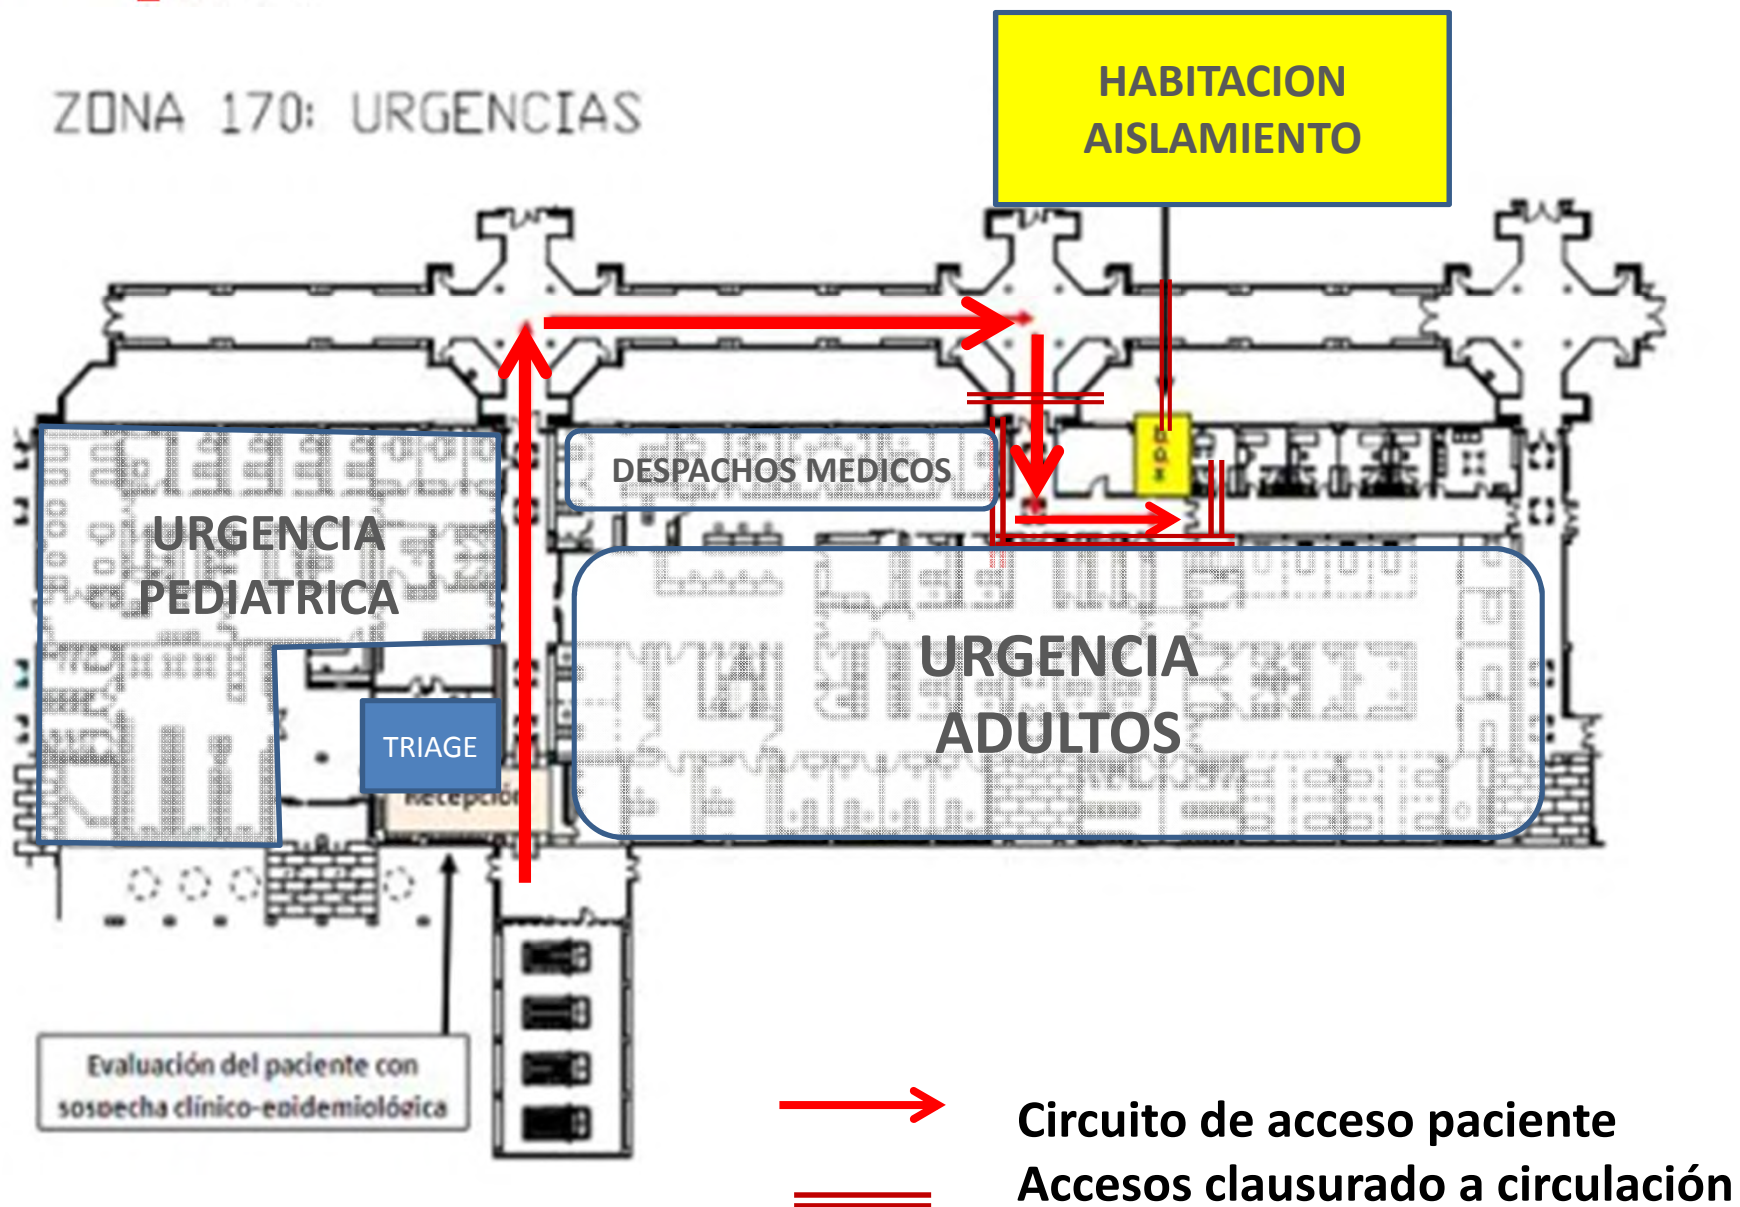 ZONA 170: URGENCIAS
HABITACION
AISLAMIENTO
DESPACHOS MEDICOS
URGENCIA
PEDIATRICA
URGENCIA
ADULTOS
TRIAGE
Recepción
Evaluación del paciente con
sospecha clínico-epidemiológica
Circuito de acceso paciente
Accesos clausurado a circulación